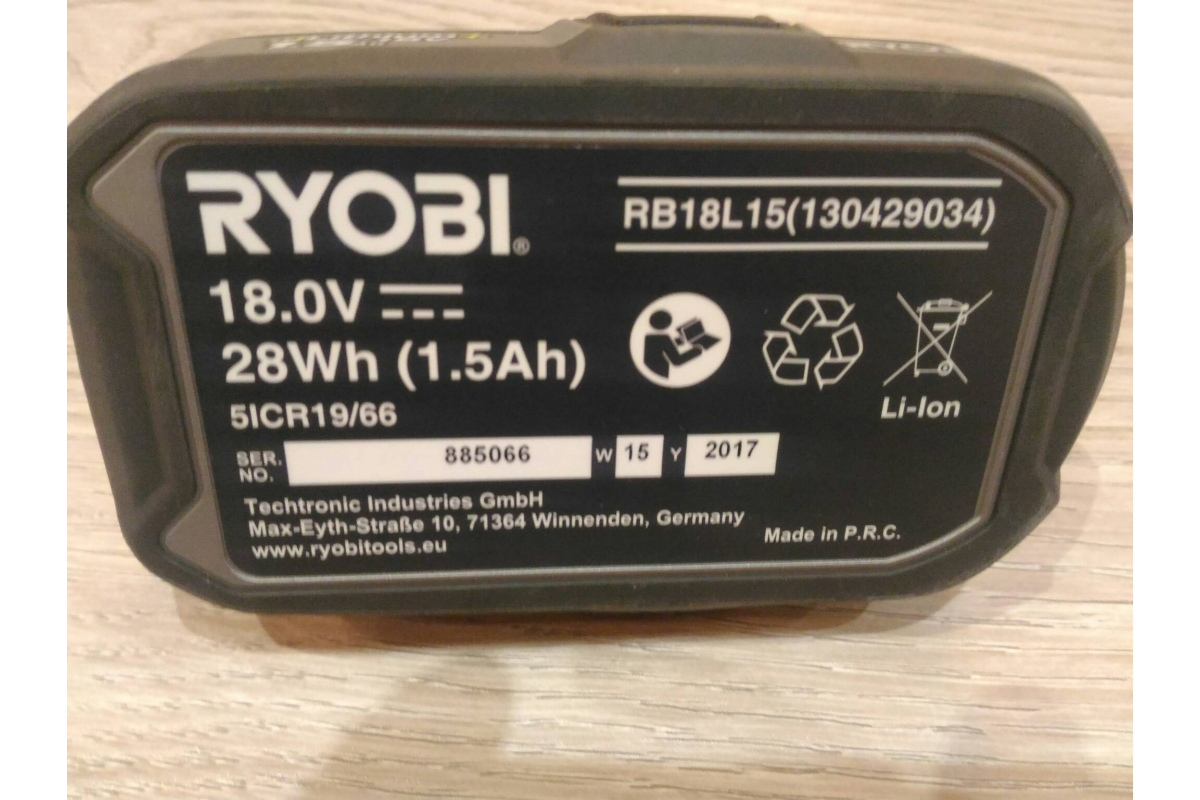 RYOBI®
RB18L15(130429034)
18.0V
28Wh (1.5Ah)
5ICR19/66
Li-Ion
SER. NO. 885066 W 15 Y 2017
Techtronic Industries GmbH
Max-Eyth-Straße 10, 71364 Winnenden, Germany
www.ryobitools.eu
Made in P.R.C.